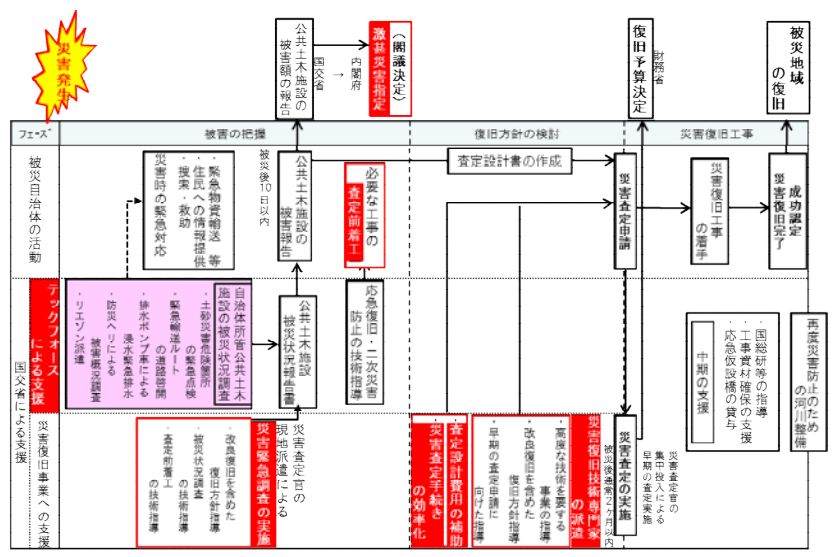 災害発生
公共土木施設の
被害額の報告
国交省
→
内閣府
（閣議決定）
激甚災害指定
復旧予算決定
財務省
被災地域
の復旧
フェーズ
被害の把握
復旧方針の検討
災害復旧工事
被災自治体の活動
・緊急物資輸送 等
・住民への情報提供
・捜索・救助
災害時の緊急対応
被災後10日以内
公共土木施設の
被害報告
必要な工事の
査定前着工
査定設計書の作成
災害査定申請
災害復旧工事
の着手
成功認定
災害復旧完了
国交省による支援
テックフォース
による支援
自治体所管公共土木
施設の被災状況調査
・土砂災害危険箇所
の緊急点検
・緊急輸送ルート
の道路啓開
・排水ポンプ車による
浸水緊急排水
・防災ヘリによる
被害概況調査
・リエゾン派遣
公共土木施設
被災状況報告書
応急復旧・二次災害
防止の技術指導
・国総研等の指導
・工事資材確保の支援
・応急仮設橋の貸与
中期の支援
再度災害防止のため
の河川整備
災害復旧事業への支援
災害査定官の
現地派遣による
災害緊急調査の実施
・改良復旧を含めた
復旧方針指導
・被災状況調査
の技術指導
・査定前着工
の技術指導
・査定設計費用の補助
・災害査定手続き
の効率化
災害復旧技術専門家
の派遣
・高度な技術を要する
事業の指導
・改良復旧を含めた
復旧方針指導
・早期の査定申請に
向けた指導
被災後通常2ヶ月以内
災害査定の実施
災害査定官の
集中投入による
早期の査定実施